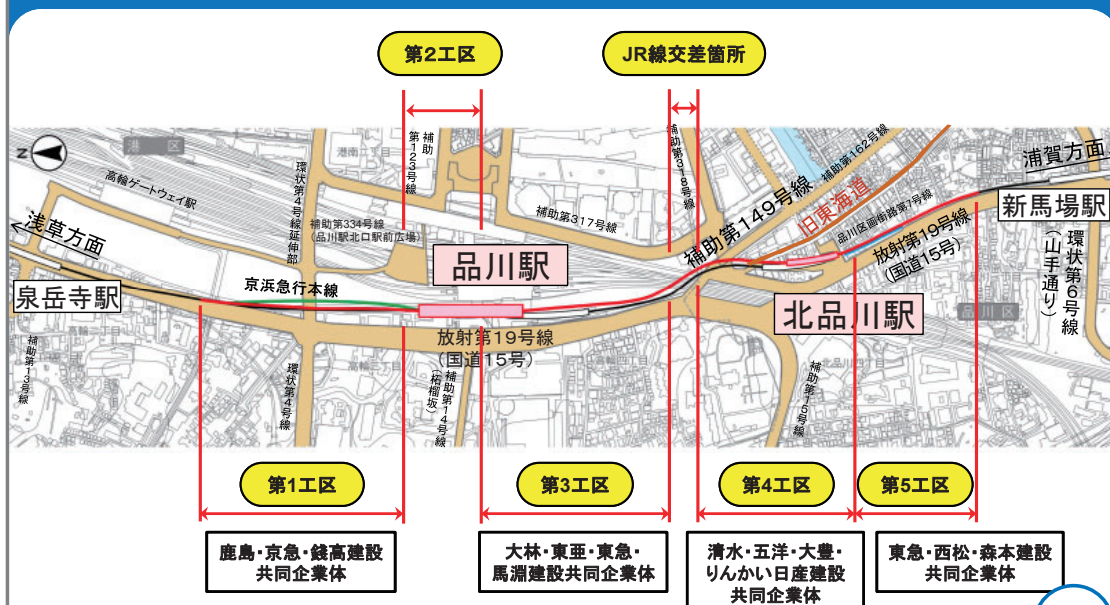 第2工区
JR線交差箇所
N
港 区
高輪ゲートウェイ駅
環状第4号線延伸部
補助第123号線
港南二丁目
補助第334号線
(品川駅北口駅前広場)
補助第317号線
補助第318号線
補助第149号線
補助第162号線
旧東海道
品川区画街路第7号線
放射第19号線
(国道15号)
浦賀方面
新馬場駅
環状第6号線
(山手通り)
浅草方面
泉岳寺駅
京浜急行本線
品川駅
北品川駅
品 川 区
放射第19号線
(国道15号)
補助第13号線
環状第4号線
補助第14号線
(柘榴坂)
補助第15号線
北品川四丁目
第1工区
第3工区
第4工区
第5工区
鹿島・京急・錢高建設
共同企業体
大林・東亜・東急・
馬淵建設共同企業体
清水・五洋・大豊・
りんかい日産建設
共同企業体
東急・西松・森本建設
共同企業体